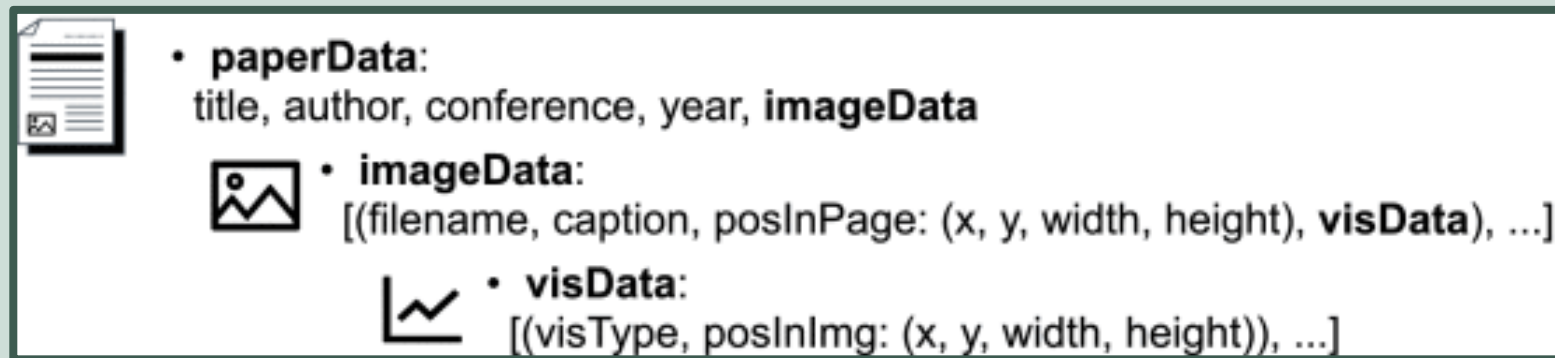 • paperData:
title, author, conference, year, imageData
• imageData:
[(filename, caption, posInPage: (x, y, width, height), visData), ...]
• visData:
[(visType, posInImg: (x, y, width, height)), ...]